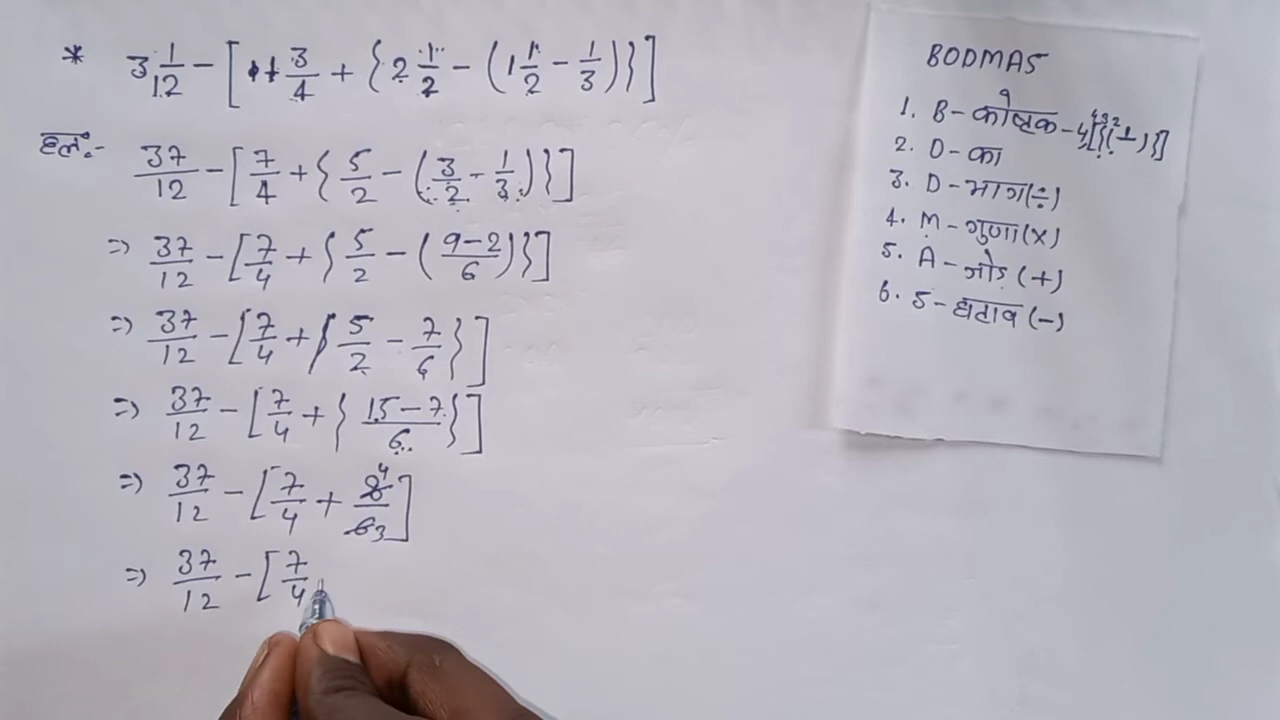 * 3 1/12 - [1 3/4 + {2 1/2 - (1 1/2 - 1/3)}]
हल:- 37/12 - [7/4 + {5/2 - (3/2 - 1/3)}]
=> 37/12 - [7/4 + {5/2 - (9-2/6)}]
=> 37/12 - [7/4 + {5/2 - 7/6}]
=> 37/12 - [7/4 + {15-7/6}]
=> 37/12 - [7/4 + 8 4/6 3]
=> 37/12 - [7/4
BODMAS
1. B - कोष्ठक -
2. O - का
3. D - भाग (÷)
4. M - गुणा (×)
5. A - जोड (+)
6. S - घटाव (-)